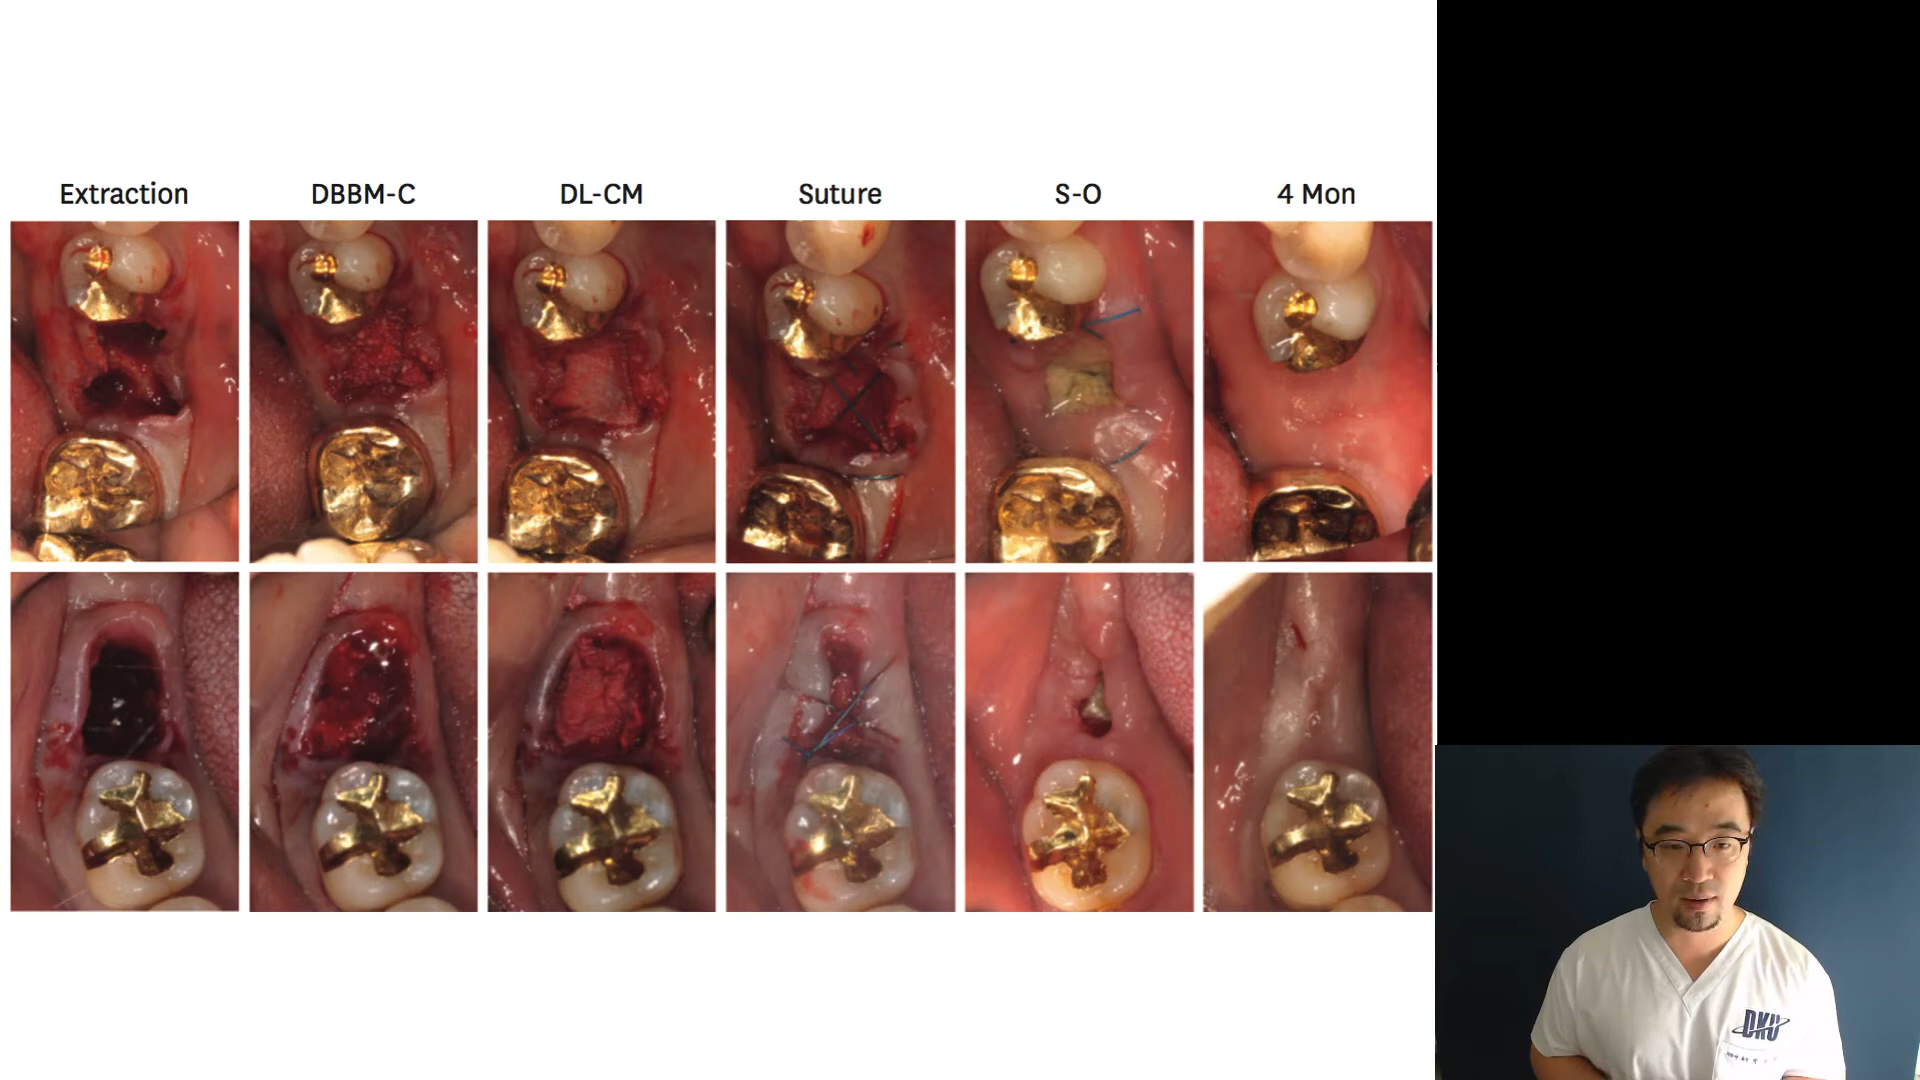 Extraction
DBBM-C
DL-CM
Suture
S-O
4 Mon
DKU